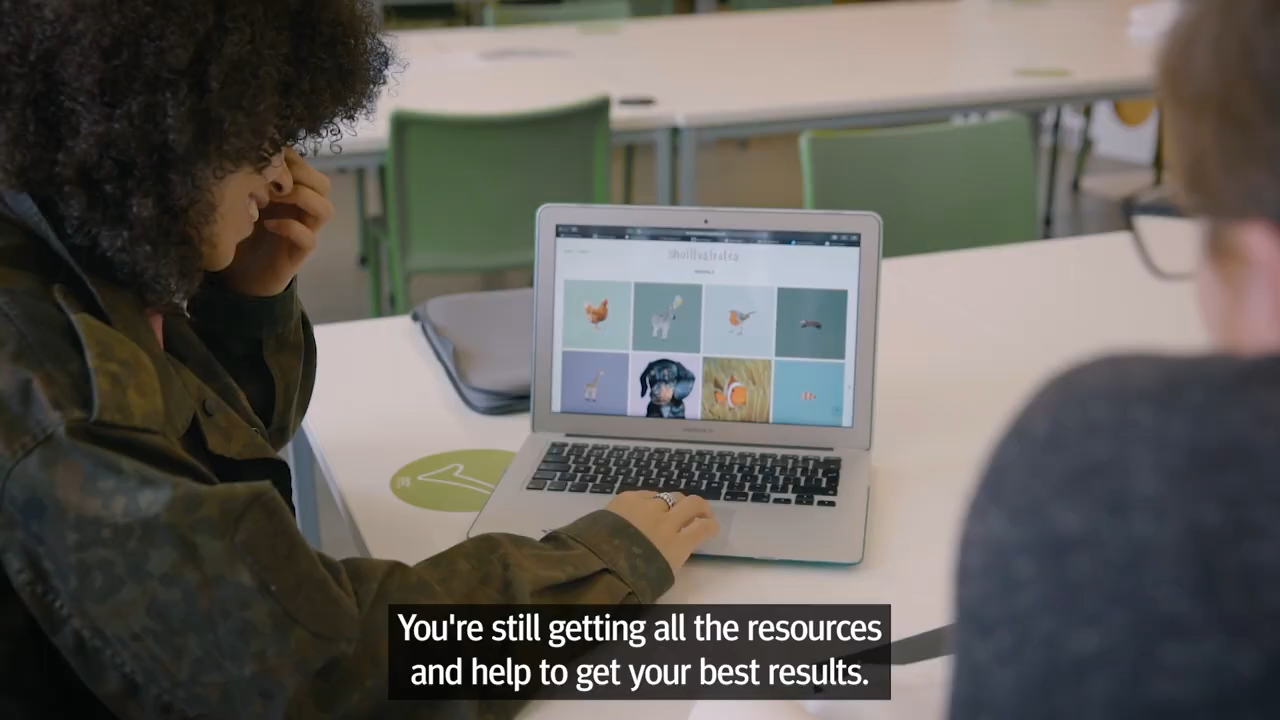 You're still getting all the resources
and help to get your best results.